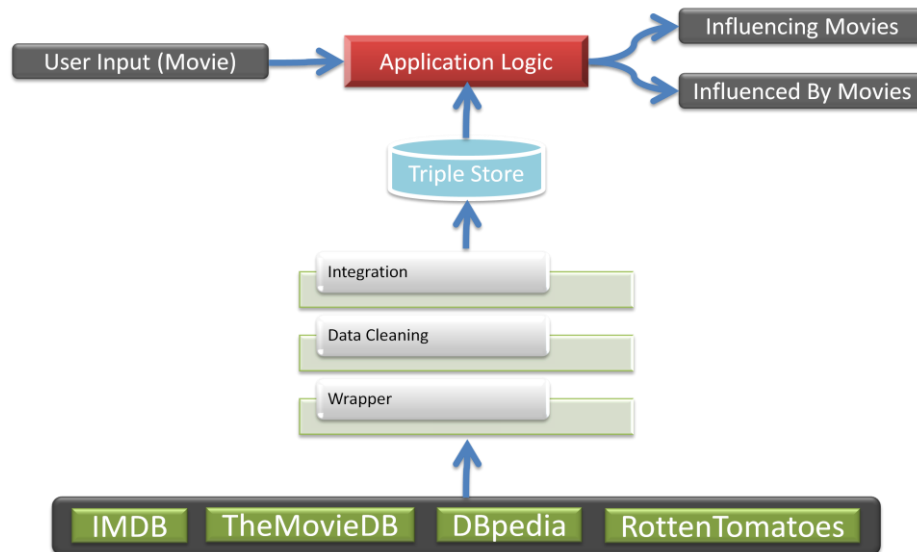 User Input (Movie)
Application Logic
Influencing Movies
Influenced By Movies
Triple Store
Integration
Data Cleaning
Wrapper
IMDB
TheMovieDB
DBpedia
RottenTomatoes